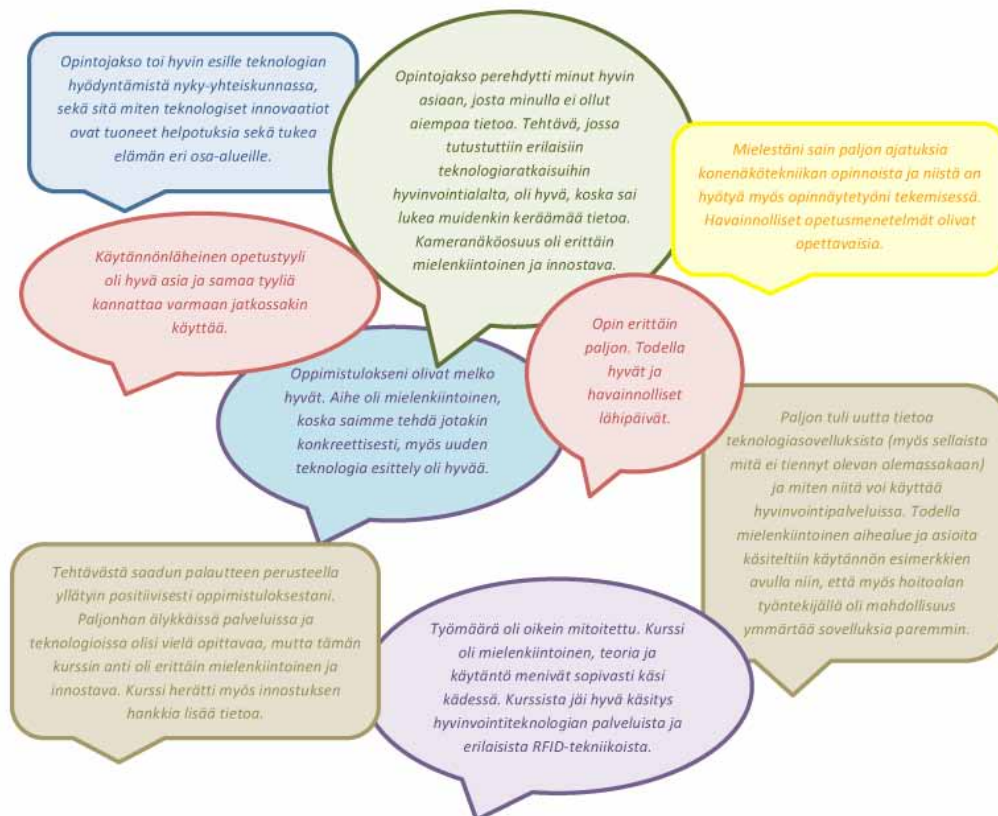 Opintojakso toi hyvin esille teknologian
hyödyntämistä nyky-yhteiskunnassa,
sekä sitä miten teknologiset innovaatiot
ovat tuoneet helpotuksia sekä tukea
elämän eri osa-alueille.
Opintojakso perehdytti minut hyvin
asiaan, josta minulla ei ollut
aiempaa tietoa. Tehtävä, jossa
tutustuttiin erilaisiin
teknologiaratkaisuihin
hyvinvointialalta, oli hyvä, koska sai
lukea muidenkin keräämää tietoa.
Kameranäköosuus oli erittäin
mielenkiintoinen ja innostava.
Mielestäni sain paljon ajatuksia
konenäkötekniikan opinnoista ja niistä on
hyötyä myös opinnäytetyöni tekemisessä.
Havainnolliset opetusmenetelmät olivat
opettavaisia.
Käytännönläheinen opetustyyli
oli hyvä asia ja samaa tyyliä
kannattaa varmaan jatkossakin
käyttää.
Opin erittäin
paljon. Todella
hyvät ja
havainnolliset
lähipäivät.
Oppimistulokseni olivat melko
hyvät. Aihe oli mielenkiintoinen,
koska saimme tehdä jotakin
konkreettisesti, myös uuden
teknologia esittely oli hyvää.
Paljon tuli uutta tietoa
teknologiasovelluksista (myös sellaista
mitä ei tiennyt olevan alemassakaan)
ja miten niitä voi käyttää
hyvinvointipalveluissa. Todella
mielenkiintoinen aihealue ja asioita
käsiteltiin käytännön esimerkkien
avulla niin, että myös hoitoalan
työntekijällä oli mahdollisuus
ymmärtää sovelluksia paremmin.
Tehtävästä saadun palautteen perusteella
yllätyin positiivisesti oppimistuloksestani.
Paljonhan älykkäissä palveluissa ja
teknologioissa olisi vielä opittavaa, mutta tämän
kurssin anti oli erittäin mielenkiintoinen ja
innostava. Kurssi herätti myös innostuksen
hankkia lisää tietoa.
Työmäärä oli oikein mitoitettu. Kurssi
oli mielenkiintoinen, teoria ja
käytäntö menivät sopivasti käsi
kädessä. Kurssista jäi hyvä käsitys
hyvinvointiteknologian palveluista ja
erilaisista RFID-tekniikoista.